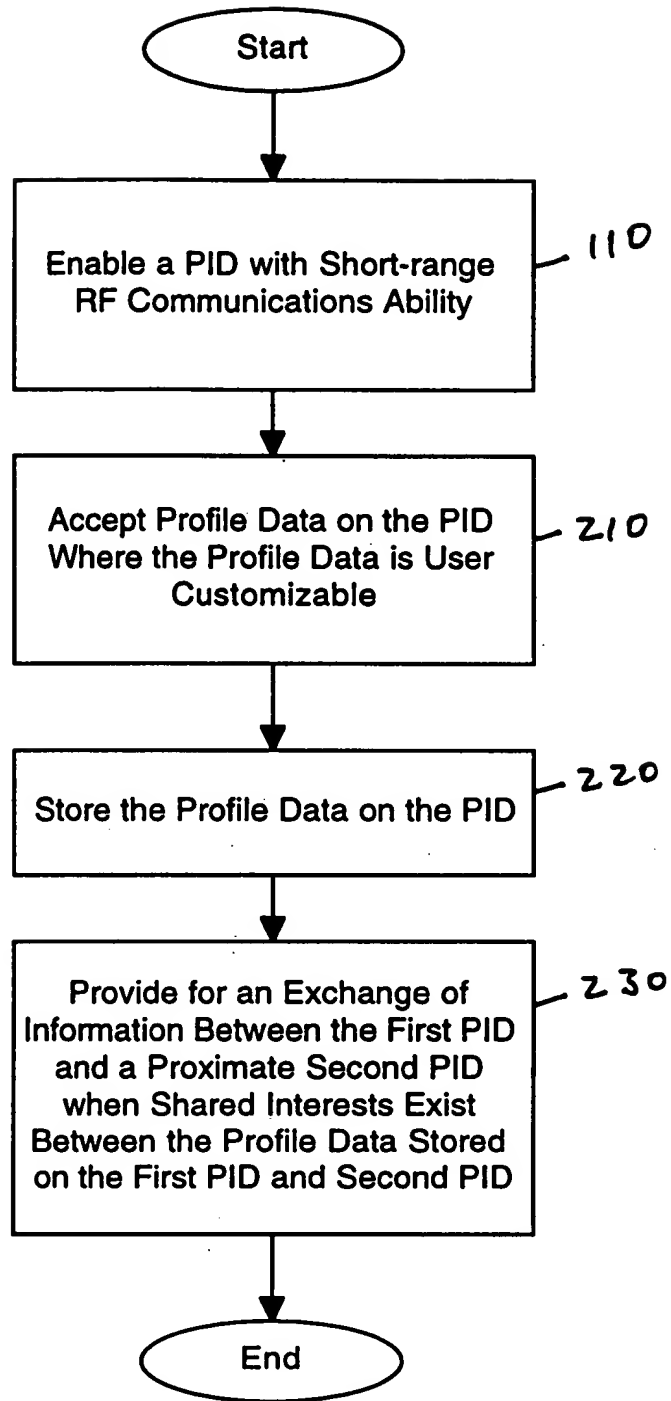 Start
Enable a PID with Short-range
RF Communications Ability
110
Accept Profile Data on the PID
Where the Profile Data is User
Customizable
210
Store the Profile Data on the PID
220
Provide for an Exchange of
Information Between the First PID
and a Proximate Second PID
when Shared Interests Exist
Between the Profile Data Stored
on the First PID and Second PID
230
End